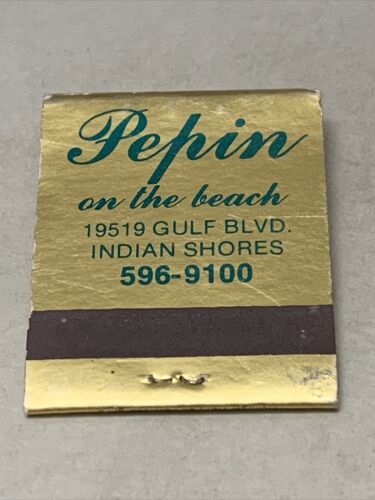 Pepin
on the beach
19519 GULF BLVD.
INDIAN SHORES
596-9100